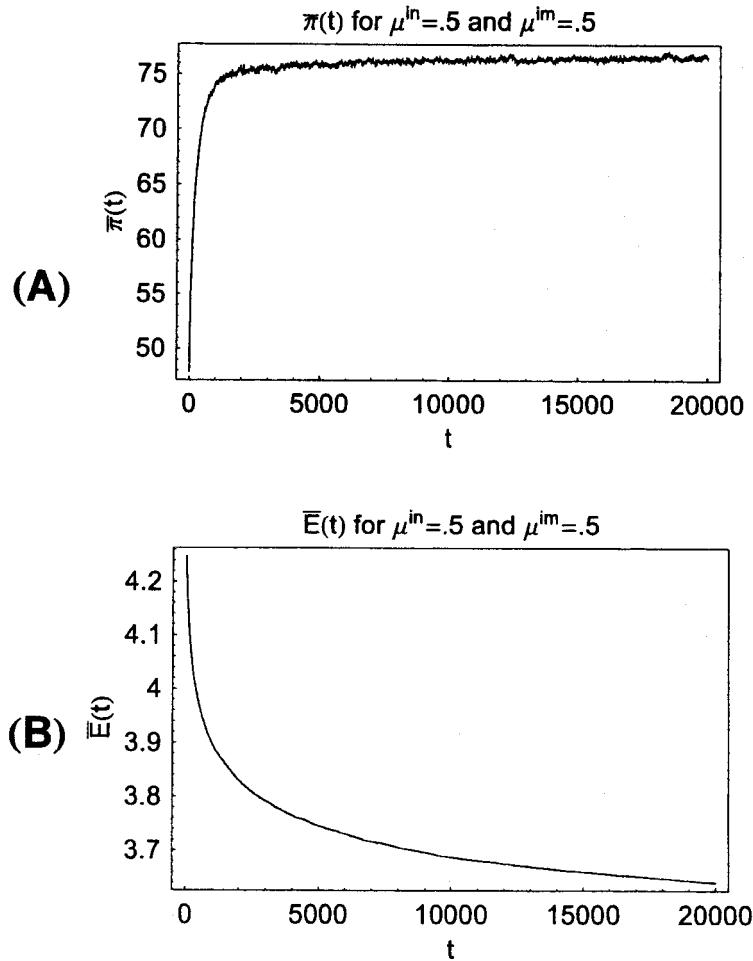 π̅(t) for μ^in=.5 and μ^im=.5
75
70
65
60
55
50
π̅(t)
(A)
0 5000 10000 15000 20000
t
E̅(t) for μ^in=.5 and μ^im=.5
4.2
4.1
4
3.9
3.8
3.7
E̅(t)
(B)
0 5000 10000 15000 20000
t